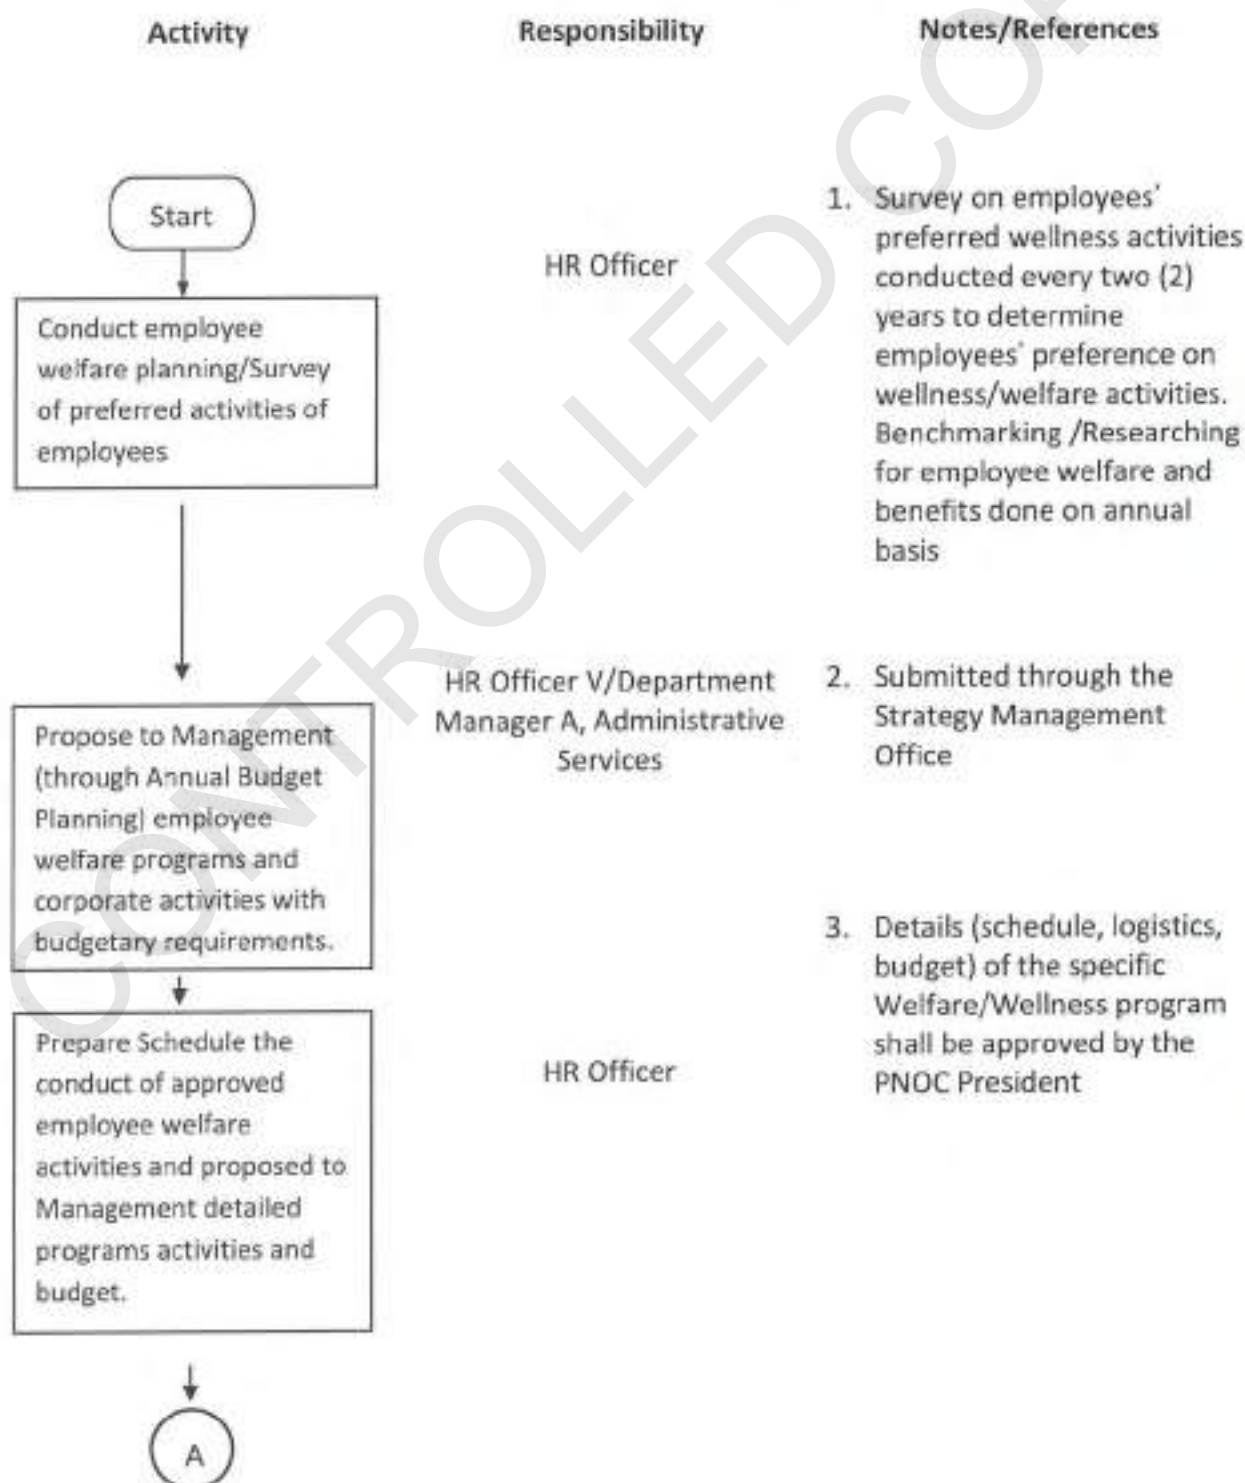 Activity
Responsibility
Notes/References
Start
HR Officer
1. Survey on employees'
preferred wellness activities
conducted every two (2)
years to determine
employees' preference on
wellness/welfare activities.
Benchmarking /Researching
for employee welfare and
benefits done on annual
basis
Conduct employee
welfare planning/Survey
of preferred activities of
employees
HR Officer V/Department
Manager A, Administrative
Services
2. Submitted through the
Strategy Management
Office
Propose to Management
(through Annual Budget
Planning) employee
welfare programs and
corporate activities with
budgetary requirements.
3. Details (schedule, logistics,
budget) of the specific
Welfare/Wellness program
shall be approved by the
PNOC President
Prepare Schedule the
conduct of approved
employee welfare
activities and proposed to
Management detailed
programs activities and
budget.
HR Officer
A
CONTROLLED COP